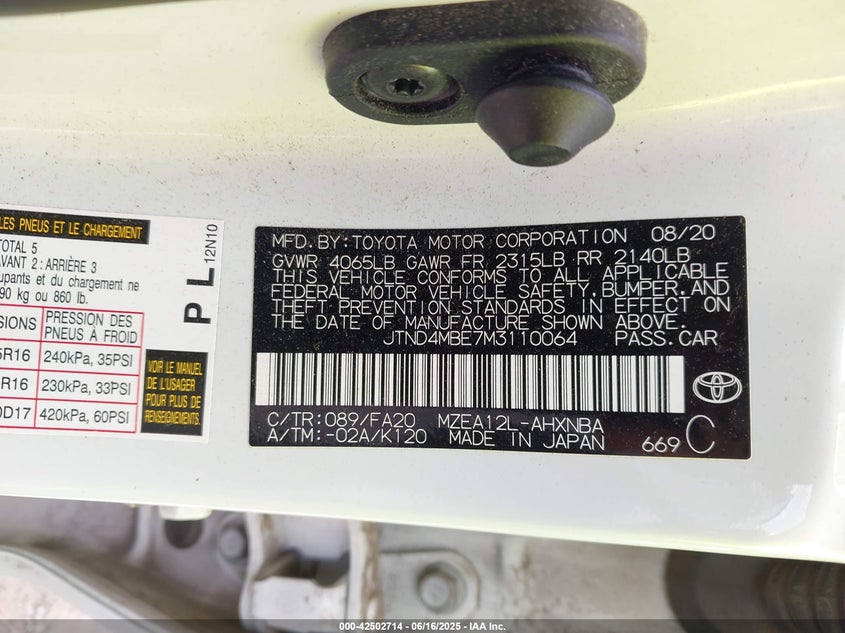 LES PNEUS ET LE CHARGEMENT
TOTAL 5
AVANT 2 : ARRIÈRE 3
upants et du chargement ne
90 kg ou 860 lb.
PRESSION DES
PNEUS À FROID
R16 240kPa, 35PSI
R16 230kPa, 33PSI
0D17 420kPa, 60PSI
VOIR LE MANUEL
DE L'USAGER
POUR PLUS DE
RENSEIGNEMENTS.
P L
12N10
MFD. BY: TOYOTA MOTOR CORPORATION 08/20
GVWR 4065LB GAWR FR 2315LB RR 2140LB
THIS VEHICLE CONFORMS TO ALL APPLICABLE
FEDERAL MOTOR VEHICLE SAFETY, BUMPER, AND
THEFT PREVENTION STANDARDS IN EFFECT ON
THE DATE OF MANUFACTURE SHOWN ABOVE.
JTND4MBE7M3110064 PASS. CAR
C/TR: 089/FA20 MZEA12L-AHXNBA
A/TM: -02A/K120 MADE IN JAPAN
669 C
000-42502714 - 06/16/2025 - IAA Inc.